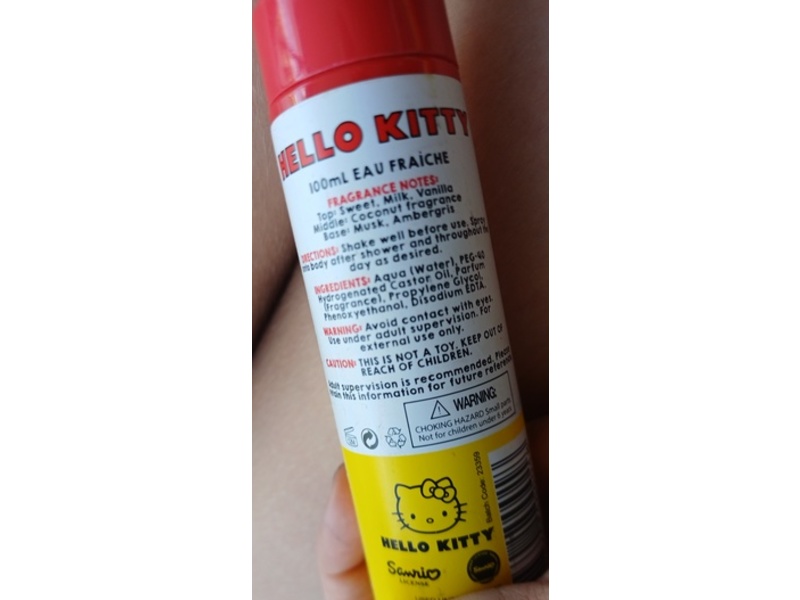 HELLO KITTY
100mL EAU FRAÎCHE
FRAGRANCE NOTES:
Top: Sweet, Milk, Vanilla
Middle: Coconut fragrance
Base: Musk, Ambergris
DIRECTIONS: Shake well before use. Spray
onto body after shower and throughout the
day as desired.
INGREDIENTS: Aqua (Water), PEG-40
Hydrogenated Castor Oil, Parfum
(Fragrance), Propylene Glycol,
Phenoxyethanol, Disodium EDTA.
WARNING: Avoid contact with eyes.
Use under adult supervision. For
external use only.
CAUTION: THIS IS NOT A TOY. KEEP OUT OF
REACH OF CHILDREN.
Adult supervision is recommended. Please
retain this information for future reference
WARNING:
CHOKING HAZARD Small parts
Not for children under 6 years
Batch Code: 23359
HELLO KITTY
Sanrio
LICENSE